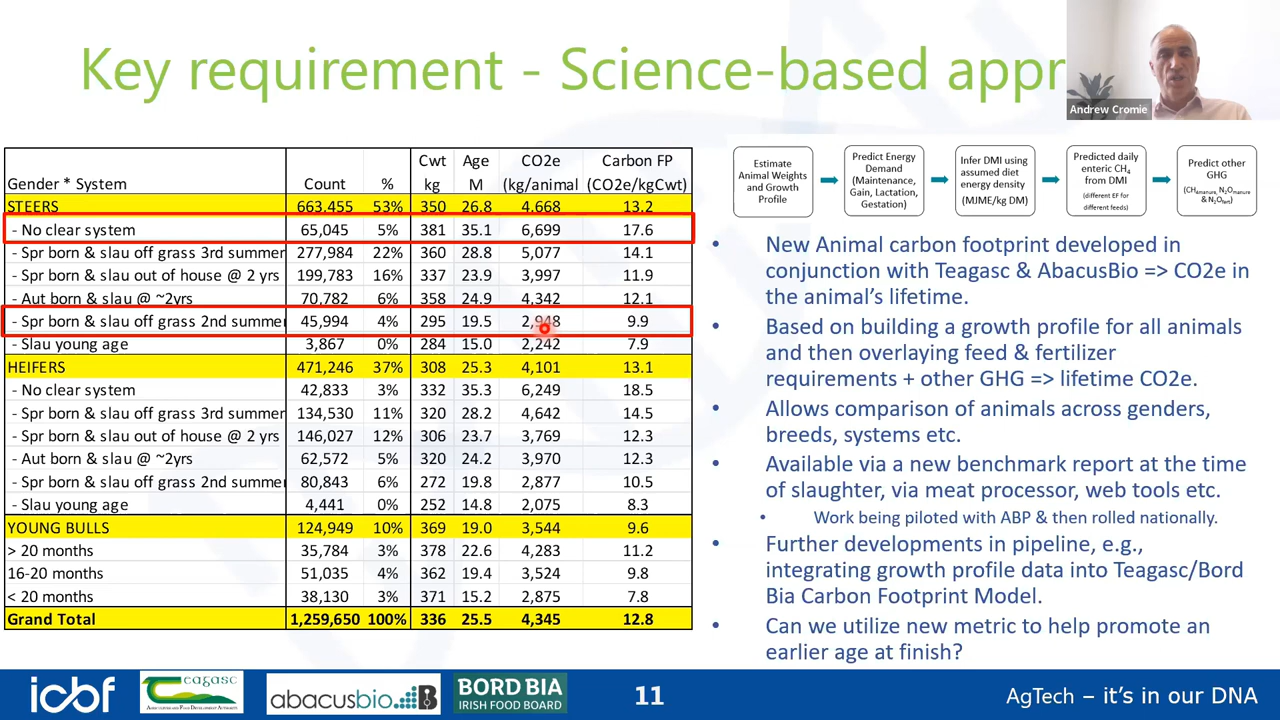 Key requirement - Science-based appr
Andrew Cromie
Cwt Age CO2e Carbon FP
Gender * System Count % kg M (kg/animal (CO2e/kgCwt)
STEERS 663.455 53% 350 26.8 4,668 13.2
- No clear system 65,045 5% 381 35.1 6,699 17.6
- Spr born & slau off grass 3rd summer 277,984 22% 360 28.8 5,077 14.1
- Spr born & slau out of house @ 2 yrs 199,783 16% 337 23.9 3,997 11.9
- Aut born & slau @ ~2yrs 70,782 6% 358 24.9 4,342 12.1
- Spr born & slau off grass 2nd summer 45,994 4% 295 19.5 2,948 9.9
- Slau young age 3,867 0% 284 15.0 2,242 7.9
HEIFERS 471,246 37% 308 25.3 4,101 13.1
- No clear system 42,833 3% 332 35.3 6,249 18.5
- Spr born & slau off grass 3rd summer 134,530 11% 320 28.2 4,642 14.5
- Spr born & slau out of house @ 2 yrs 146,027 12% 306 23.7 3,769 12.3
- Aut born & slau @ ~2yrs 62,572 5% 320 24.2 3,970 12.3
- Spr born & slau off grass 2nd summer 80,843 6% 272 19.8 2,877 10.5
- Slau young age 4,441 0% 252 14.8 2,075 8.3
YOUNG BULLS 124,949 10% 369 19.0 3,544 9.6
> 20 months 35,784 3% 378 22.6 4,283 11.2
16-20 months 51,035 4% 362 19.4 3,524 9.8
< 20 months 38,130 3% 371 15.2 2,875 7.8
Grand Total 1,259,650 100% 336 25.5 4,345 12.8
Estimate
Animal Weights
and Growth
Profile
Predict Energy
Demand
(Maintenance,
Gain, Lactation,
Gestation)
Infer DMI using
assumed diet
energy density
(MJME/kg DM)
Predicted daily
enteric CH4
from DMI
(different EF for
different feeds)
Predict other
GHG
(CH4manure, N2Omanure
& N2Ofert)
• New Animal carbon footprint developed in
conjunction with Teagasc & AbacusBio => CO2e in
the animal's lifetime.
• Based on building a growth profile for all animals
and then overlaying feed & fertilizer
requirements + other GHG => lifetime CO2e.
• Allows comparison of animals across genders,
breeds, systems etc.
• Available via a new benchmark report at the time
of slaughter, via meat processor, web tools etc.
• Work being piloted with ABP & then rolled nationally.
• Further developments in pipeline, e.g.,
integrating growth profile data into Teagasc/Bord
Bia Carbon Footprint Model.
• Can we utilize new metric to help promote an
earlier age at finish?
icbf
eagasc
Agriculture and Food Development Authority
abacusbio
BORD BIA
IRISH FOOD BOARD
11
AgTech – it's in our DNA